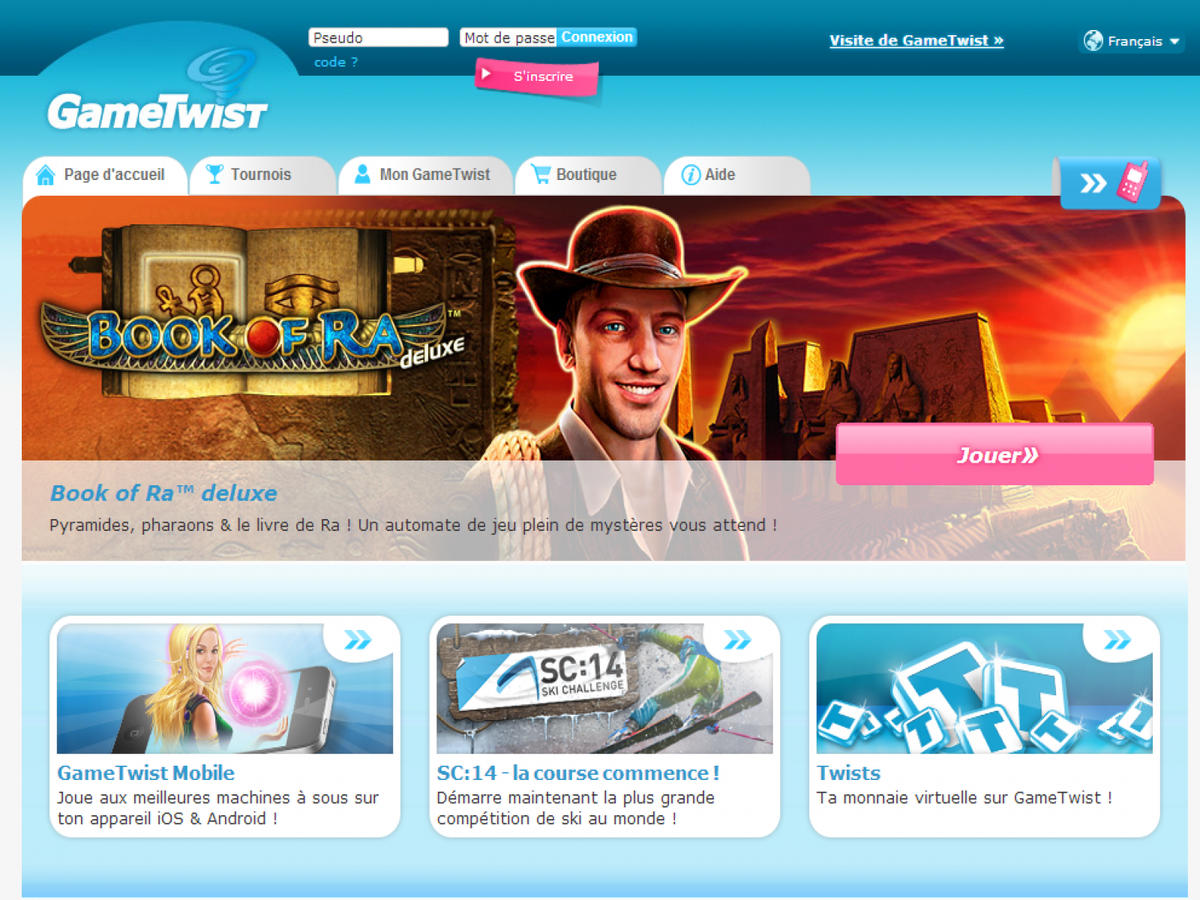 Pseudo
Mot de passe
Connexion
Visite de GameTwist »
Français
code ?
S'inscrire
GameTwist
Page d'accueil
Tournois
Mon GameTwist
Boutique
Aide
BOOK OF RA™
deluxe
Jouer»
Book of Ra™ deluxe
Pyramides, pharaons & le livre de Ra ! Un automate de jeu plein de mystères vous attend !
SC:14
SKI CHALLENGE
T T
T T T T T
GameTwist Mobile
Joue aux meilleures machines à sous sur
ton appareil iOS & Android !
SC:14 - la course commence !
Démarre maintenant la plus grande
compétition de ski au monde !
Twists
Ta monnaie virtuelle sur GameTwist !